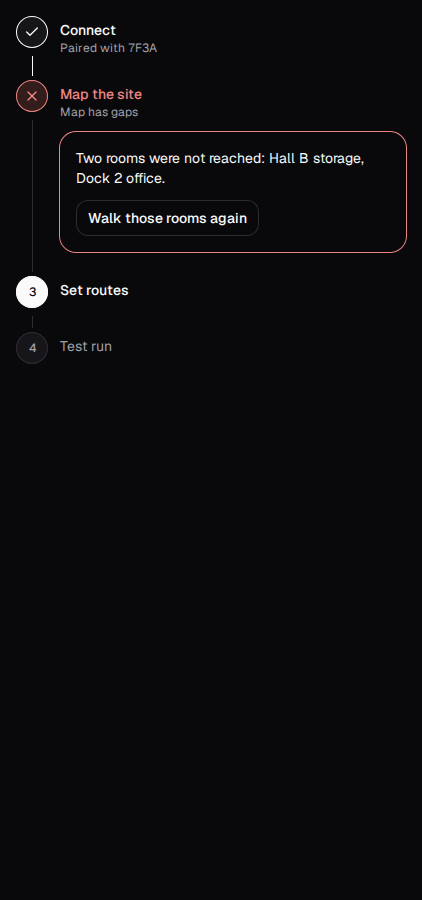 Connect
Paired with 7F3A
Map the site
Map has gaps
Two rooms were not reached: Hall B storage,
Dock 2 office.
Walk those rooms again
3
Set routes
4
Test run